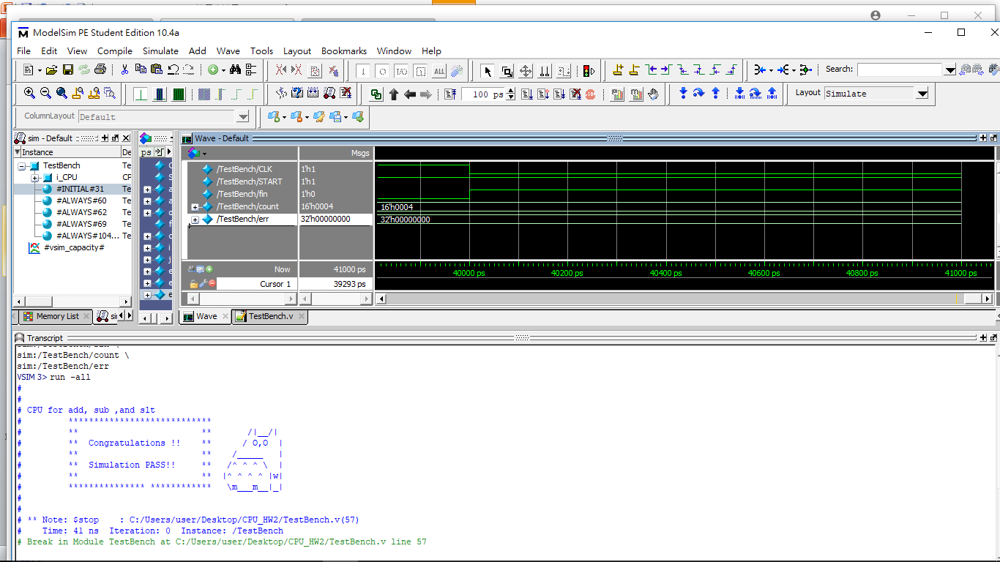 ModelSim PE Student Edition 10.4a
File Edit View Compile Simulate Add Wave Tools Layout Bookmarks Window Help
Search:
100 ps
Layout Simulate
ColumnLayout Default
sim - Default
Instance De
TestBench Te
i_CPU CP
#INITIAL#31 Te
#ALWAYS#60 Te
#ALWAYS#62 Te
#ALWAYS#69 Te
#ALWAYS#104... Te
#vsim_capacity#
Memory List
ps
Wave - Default
Msgs
/TestBench/CLK 1'h1
/TestBench/START 1'h1
/TestBench/fin 1'h0
/TestBench/count 16'h0004 16'h0004
/TestBench/err 32'h00000000 32'h00000000
Now 41000 ps
40000 ps 40200 ps 40400 ps 40600 ps 40800 ps 41000 ps
Cursor 1 39293 ps
Wave TestBench.v
Transcript
sim:/TestBench/count \
sim:/TestBench/err
VSIM 3> run -all
#
#
# CPU for add, sub ,and slt
#         ****************************
#         **                        **       /|__/|
#         **  Congratulations !!    **      / O,O  |
#         **                        **    /_____   |
#         **  Simulation PASS!!     **   /^ ^ ^ \  |
#         **                        **  |^ ^ ^ ^ |w|
#         *************** ************   \m___m__|_|
#
#
# ** Note: $stop    : C:/Users/user/Desktop/CPU_HW2/TestBench.v(57)
#    Time: 41 ns  Iteration: 0  Instance: /TestBench
# Break in Module TestBench at C:/Users/user/Desktop/CPU_HW2/TestBench.v line 57